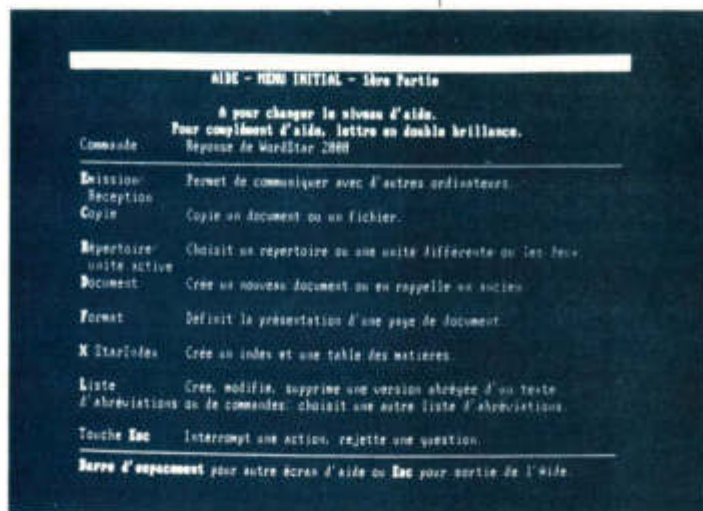 AIDE - MENU INITIAL - 1ère Partie
A pour changer le niveau d'aide.
Pour complément d'aide, lettre en double brillance.
Commande Réponse de WordStar 2000
Emission/ Permet de communiquer avec d'autres ordinateurs.
Réception
Copie Copie un document ou un fichier.
Répertoire/ Choisit un répertoire ou une unité différente ou les deux.
unité active
Document Crée un nouveau document ou en rappelle un ancien.
Format Définit la présentation d'une page de document.
X StarIndex Crée un index et une table des matières.
Liste Crée, modifie, supprime une version abrégée d'un texte
d'abréviations ou de commandes; choisit une autre liste d'abréviations.
Touche Esc Interrompt une action, rejette une question.
Barre d'espacement pour autre écran d'aide ou Esc pour sortie de l'Aide.